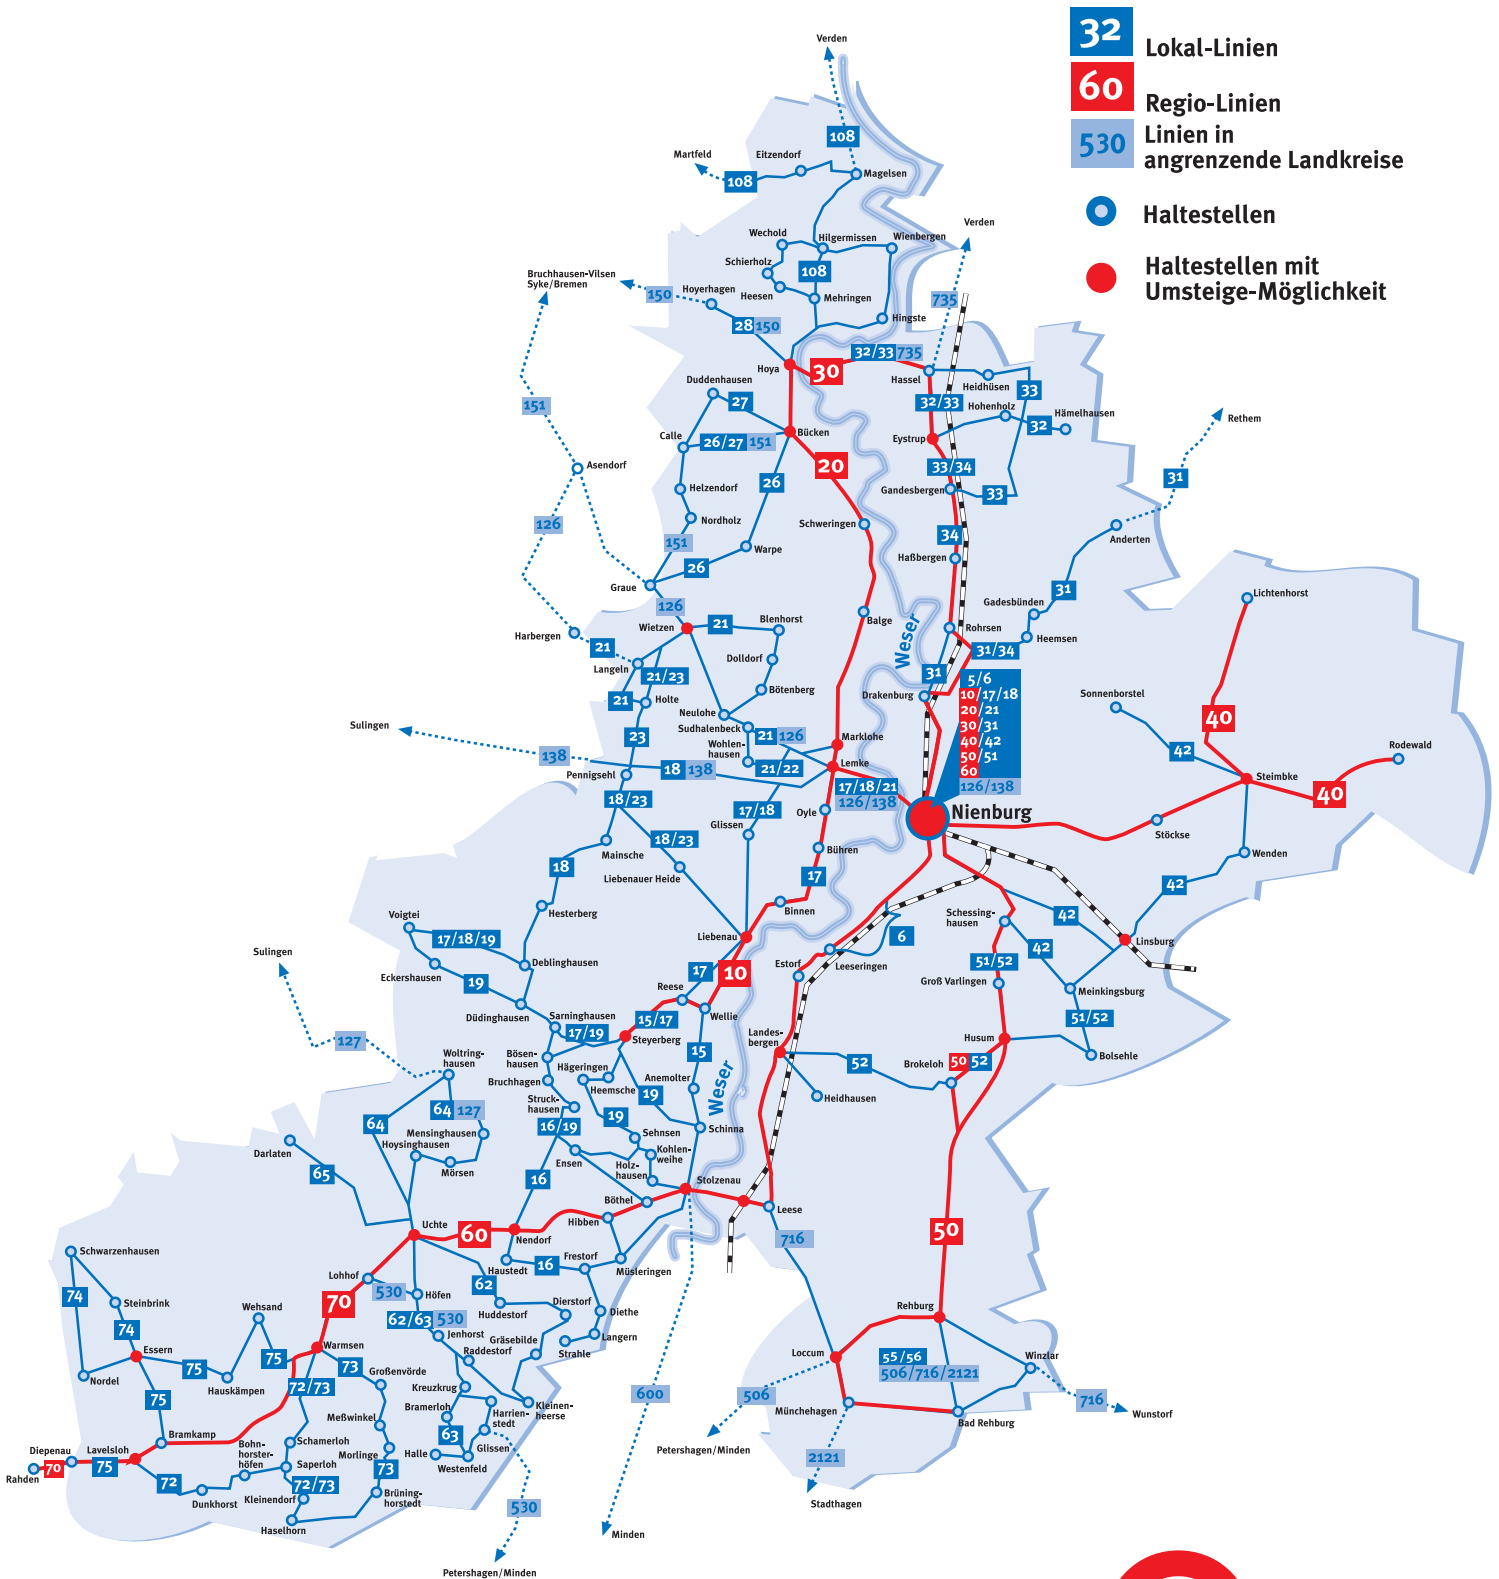 32 Lokal-Linien
60 Regio-Linien
530 Linien in
angrenzende Landkreise
Haltestellen
Haltestellen mit
Umsteige-Möglichkeit
Verden
108
Martfeld
Eitzendorf
108
Magelsen
Wechold
Hilgermissen
Wienbergen
Verden
Schierholz
108
Bruchhausen-Vilsen
Syke/Bremen
150
Hoyerhagen
Heesen
Mehringen
735
Hingste
28 150
32/33 735
Hoya
30
Hassel
Heidhüsen
33
Duddenhausen
27
32/33
Hohenholz
Hämelhausen
32
151
Rethem
Calle
26/27 151
Bücken
Eystrup
20
33/34
Asendorf
26
31
Helzendorf
Gandesbergen
33
Nordholz
Schweringen
126
34
Anderten
151
Warpe
26
Haßbergen
Graue
31
126
Gadesbünden
Lichtenhorst
Blenhorst
Balge
Weser
Wietzen
21
Rohrsen
Harbergen
Heemsen
21
31/34
Dolldorf
Langeln
21/23
31
5/6
10/17/18
20/21
30/31
40/42
50/51
60
126/138
21
Holte
Bötenberg
Drakenburg
Sonnenborstel
Neulohe
40
Sulingen
Sudhalenbeck
23
21 126
Marklohe
Wohlen-
hausen
42
Rodewald
138
18 138
21/22
Lemke
Pennigsehl
Steimbke
17/18/21
126/138
40
18/23
17/18
Oyle
Nienburg
Glissen
Stöckse
18/23
Mainsche
Bühren
Wenden
18
Liebenauer Heide
17
42
Hesterberg
Binnen
Voigtei
Schessing-
hausen
42
17/18/19
Liebenau
6
42
Linsburg
Sulingen
Deblinghausen
Estorf
Leeseringen
51/52
Eckershausen
17
10
Groß Varlingen
19
Reese
Meinkingsburg
Düdinghausen
Wellie
Sarninghausen
15/17
51/52
17/19
Landes-
bergen
Husum
127
Steyerberg
Woltring-
hausen
Bösen-
hausen
15
Bolsehle
52
Brokeloh
50 52
Hägeringen
Weser
Bruchhagen
Heemsche
Anemolter
19
Heidhausen
64
64 127
Struck-
hausen
19
Mensinghausen
16/19
Schinna
Hoysinghausen
Sehnsen
Darlaten
Mörsen
Ensen
Kohlen-
weihe
65
16
Holz-
hausen
Stolzenau
Böthel
Leese
Uchte
60
Hibben
50
Nendorf
716
Schwarzenhausen
Frestorf
Haustedt
16
Müsleringen
Lohhof
62
74
530
Höfen
Steinbrink
70
Wehsand
Dierstorf
Huddestorf
Diethe
Rehburg
62/63 530
74
Jenhorst
Gräsebilde
Langern
Essern
75
Warmsen
Raddestorf
Strahle
Loccum
55/56
506/716/2121
Winzlar
75
73
Großenvörde
Nordel
Hauskämpen
72/73
Kreuzkrug
600
506
716
75
Bramerloh
Harrien-
stedt
Kleinen-
heerse
Münchehagen
Wunstorf
Meßwinkel
Bad Rehburg
Bramkamp
63
Diepenau
Lavelsloh
Bohn-
horster-
höfen
Schamerloh
Glissen
Petershagen/Minden
Morlinge
Halle
Rahden
70
75
Saperloh
73
Westenfeld
2121
72
72/73
Dunkhorst
Kleinendorf
Brüning-
horstedt
530
Stadthagen
Haselhorn
Minden
Petershagen/Minden